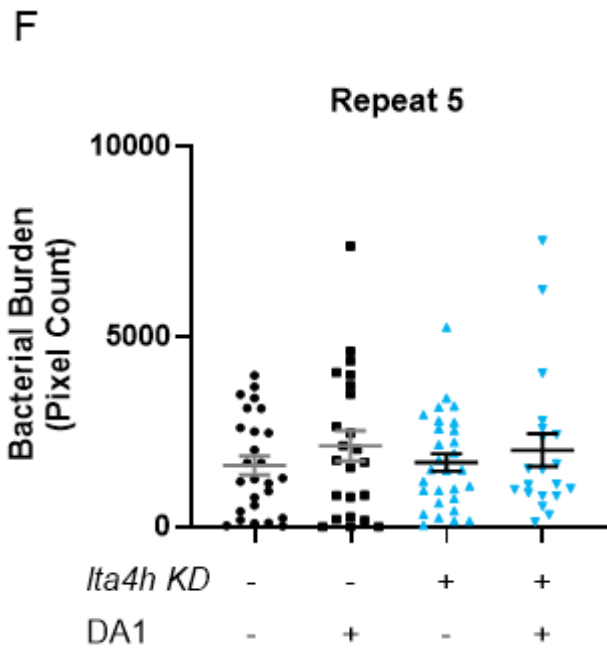 F
Repeat 5
10000
5000
0
Bacterial Burden
(Pixel Count)
lta4h KD - - + +
DA1 - + - +